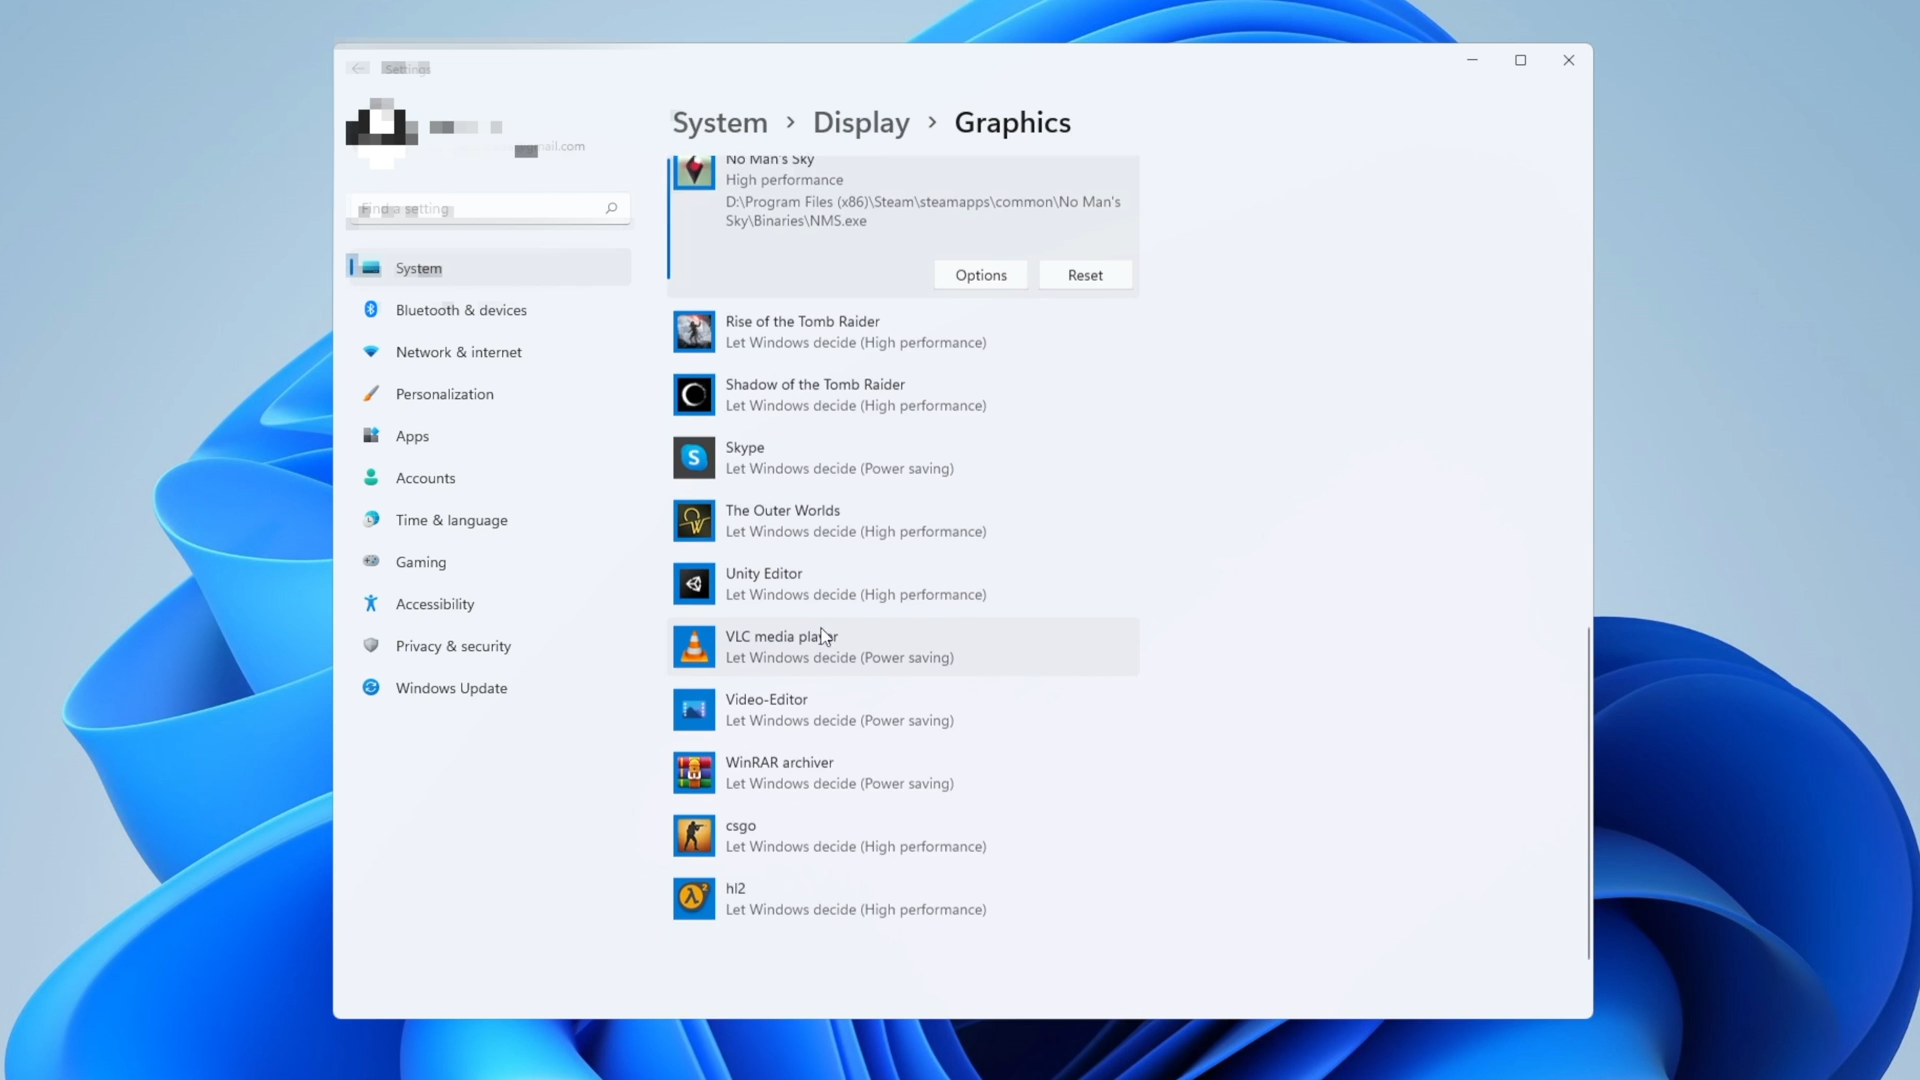 Settings
mail.com
Find a setting
System
Bluetooth & devices
Network & internet
Personalization
Apps
Accounts
Time & language
Gaming
Accessibility
Privacy & security
Windows Update
System > Display > Graphics
No Man's Sky
High performance
D:\Program Files (x86)\Steam\steamapps\common\No Man's
Sky\Binaries\NMS.exe
Options Reset
Rise of the Tomb Raider
Let Windows decide (High performance)
Shadow of the Tomb Raider
Let Windows decide (High performance)
S
Skype
Let Windows decide (Power saving)
The Outer Worlds
Let Windows decide (High performance)
Unity Editor
Let Windows decide (High performance)
VLC media player
Let Windows decide (Power saving)
Video-Editor
Let Windows decide (Power saving)
WinRAR archiver
Let Windows decide (Power saving)
csgo
Let Windows decide (High performance)
hl2
Let Windows decide (High performance)